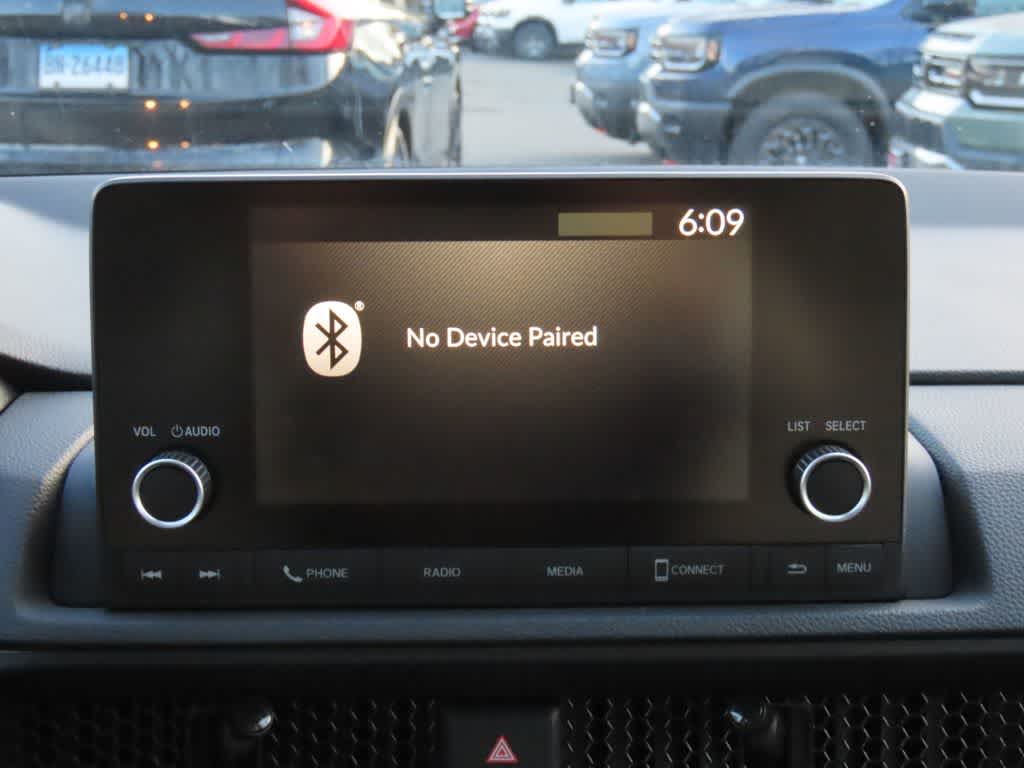 6:09
®
No Device Paired
VOL AUDIO
LIST SELECT
PHONE RADIO MEDIA CONNECT MENU